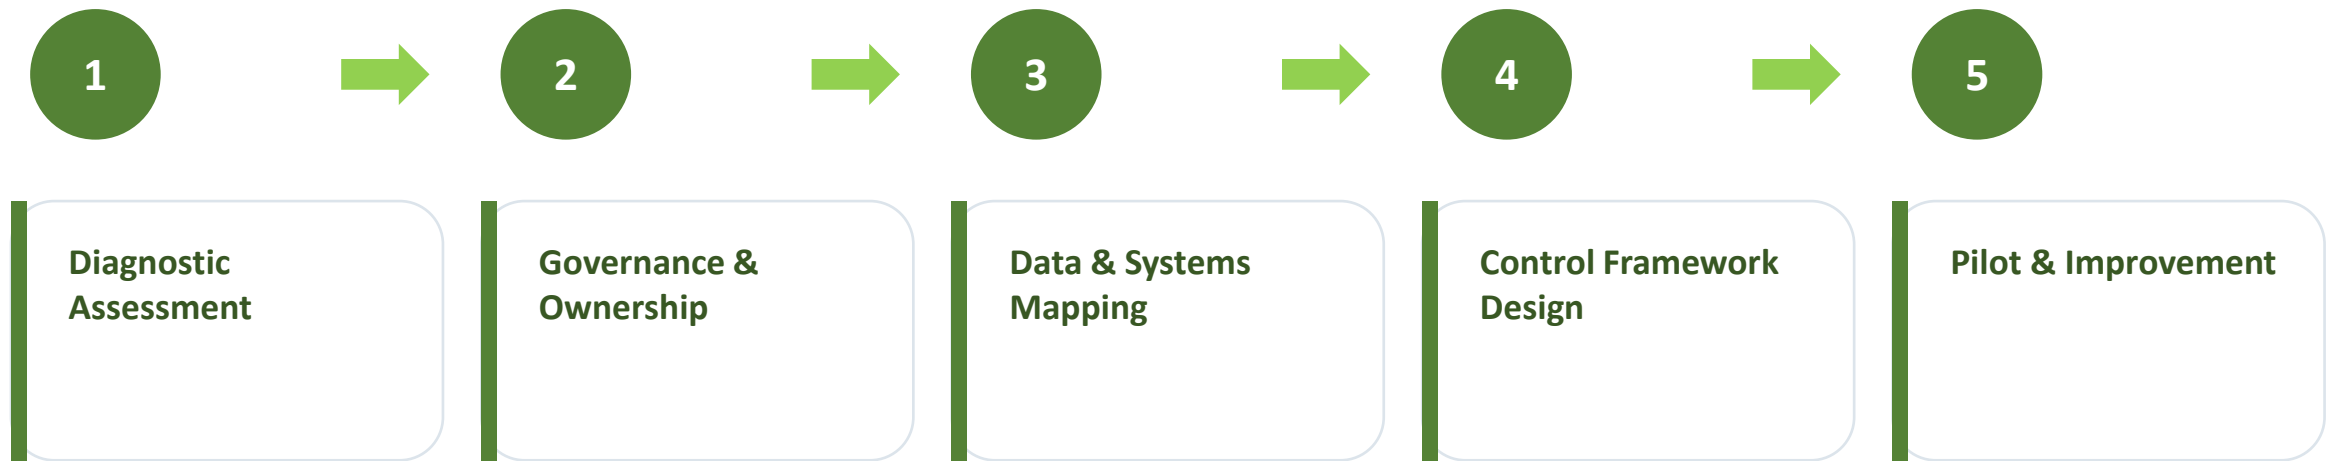 1
2
3
4
5
Diagnostic
Assessment
Governance &
Ownership
Data & Systems
Mapping
Control Framework
Design
Pilot & Improvement